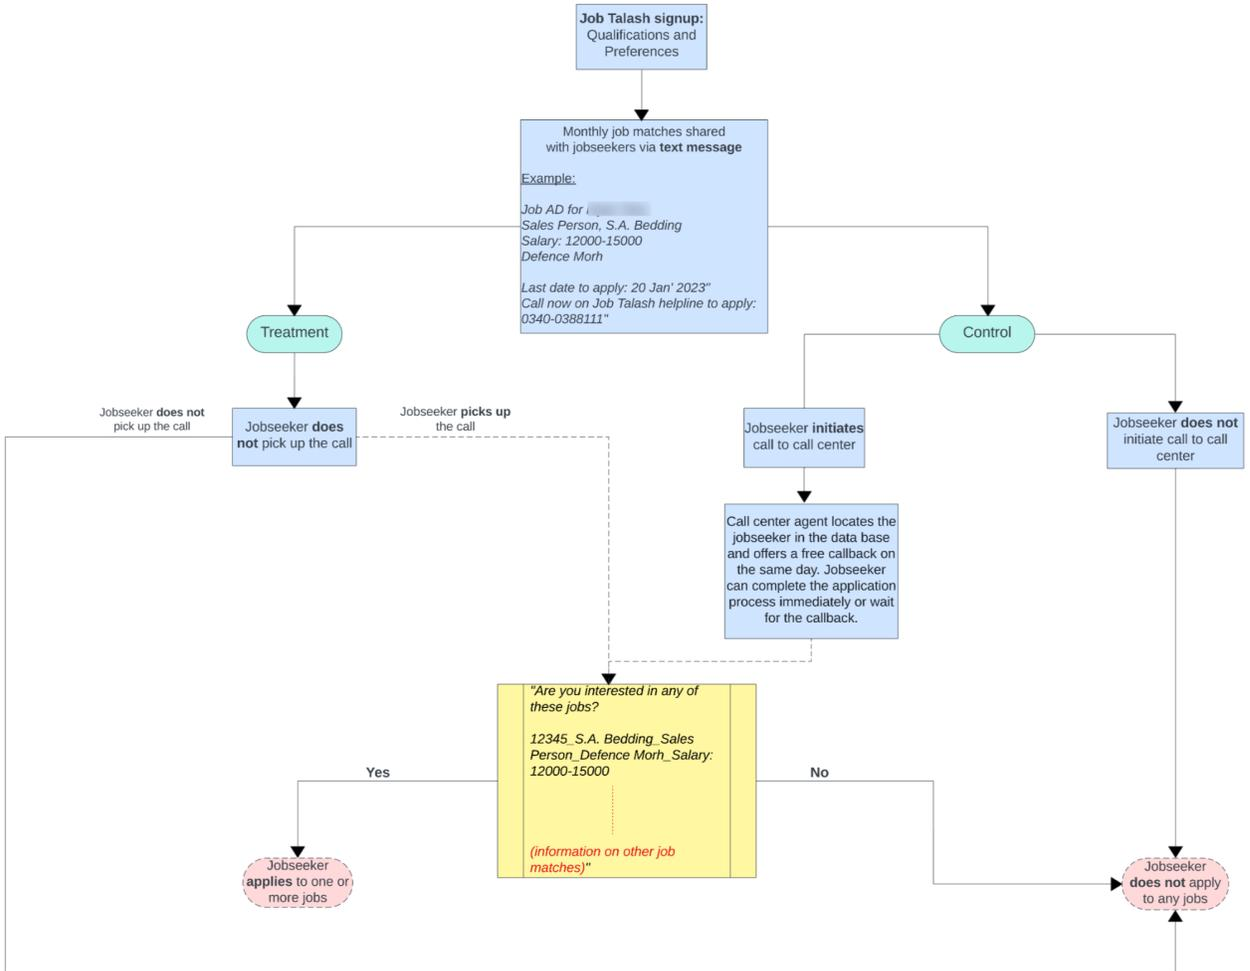 Job Talash signup:
Qualifications and
Preferences
Monthly job matches shared
with jobseekers via text message
Example:
Job AD for
Sales Person, S.A. Bedding
Salary: 12000-15000
Defence Morh
Last date to apply: 20 Jan' 2023"
Call now on Job Talash helpline to apply:
0340-0388111"
Treatment
Control
Jobseeker does not
pick up the call
Jobseeker does
not pick up the call
Jobseeker picks up
the call
Jobseeker initiates
call to call center
Jobseeker does not
initiate call to call
center
Call center agent locates the
jobseeker in the data base
and offers a free callback on
the same day. Jobseeker
can complete the application
process immediately or wait
for the callback.
"Are you interested in any of
these jobs?
12345_S.A. Bedding_Sales
Person_Defence Morh_Salary:
12000-15000
(information on other job
matches)"
Yes
No
Jobseeker
applies to one or
more jobs
Jobseeker
does not apply
to any jobs